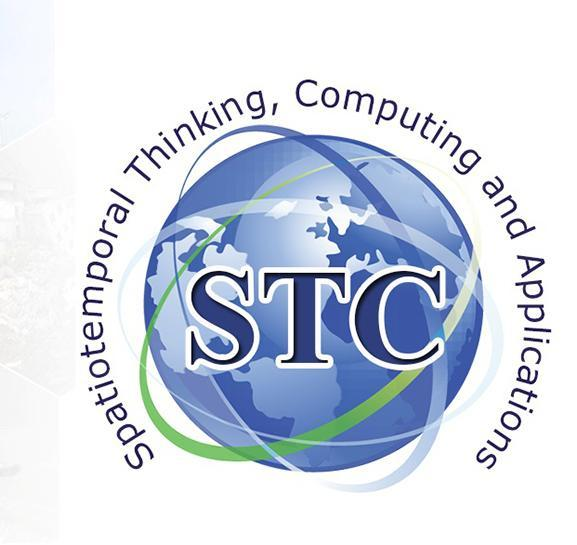 Spatiotemporal Thinking, Computing and Applications
STC